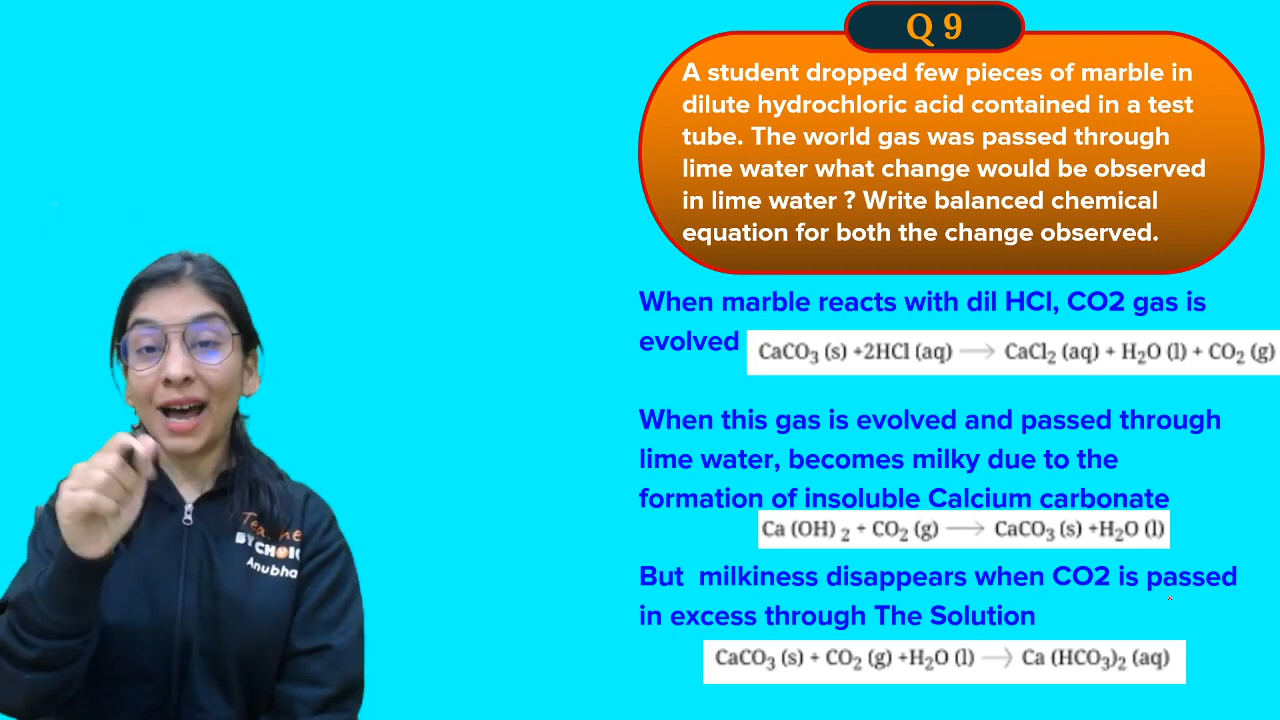 Q 9
A student dropped few pieces of marble in
dilute hydrochloric acid contained in a test
tube. The world gas was passed through
lime water what change would be observed
in lime water ? Write balanced chemical
equation for both the change observed.
When marble reacts with dil HCl, CO2 gas is
evolved
CaCO₃ (s) +2HCl (aq) → CaCl₂ (aq) + H₂O (l) + CO₂ (g)
When this gas is evolved and passed through
lime water, becomes milky due to the
formation of insoluble Calcium carbonate
Ca (OH) ₂ + CO₂ (g) → CaCO₃ (s) +H₂O (l)
But milkiness disappears when CO2 is passed
in excess through The Solution
CaCO₃ (s) + CO₂ (g) +H₂O (l) → Ca (HCO₃)₂ (aq)
BY
Anubha